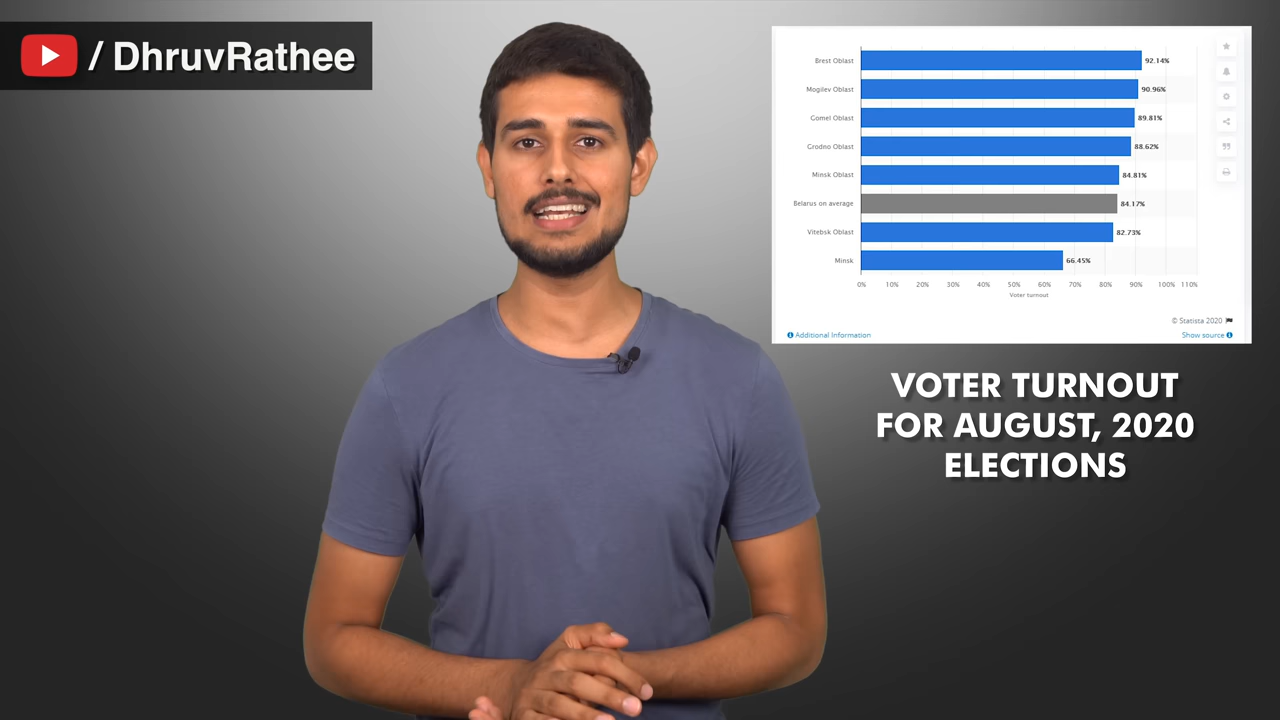 / DhruvRathee
Brest Oblast 92.14%
Mogilev Oblast 90.96%
Gomel Oblast 89.81%
Grodno Oblast 88.62%
Minsk Oblast 84.81%
Belarus on average 84.17%
Vitebsk Oblast 82.73%
Minsk 66.45%
0% 10% 20% 30% 40% 50% 60% 70% 80% 90% 100% 110%
Voter turnout
© Statista 2020
Additional Information Show source
VOTER TURNOUT
FOR AUGUST, 2020
ELECTIONS